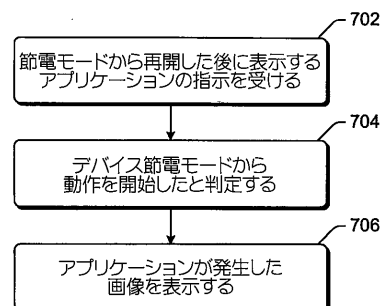 702
節電モードから再開した後に表示する
アプリケーションの指示を受ける
704
デバイス節電モードから
動作を開始したと判定する
706
アプリケーションが発生した
画像を表示する